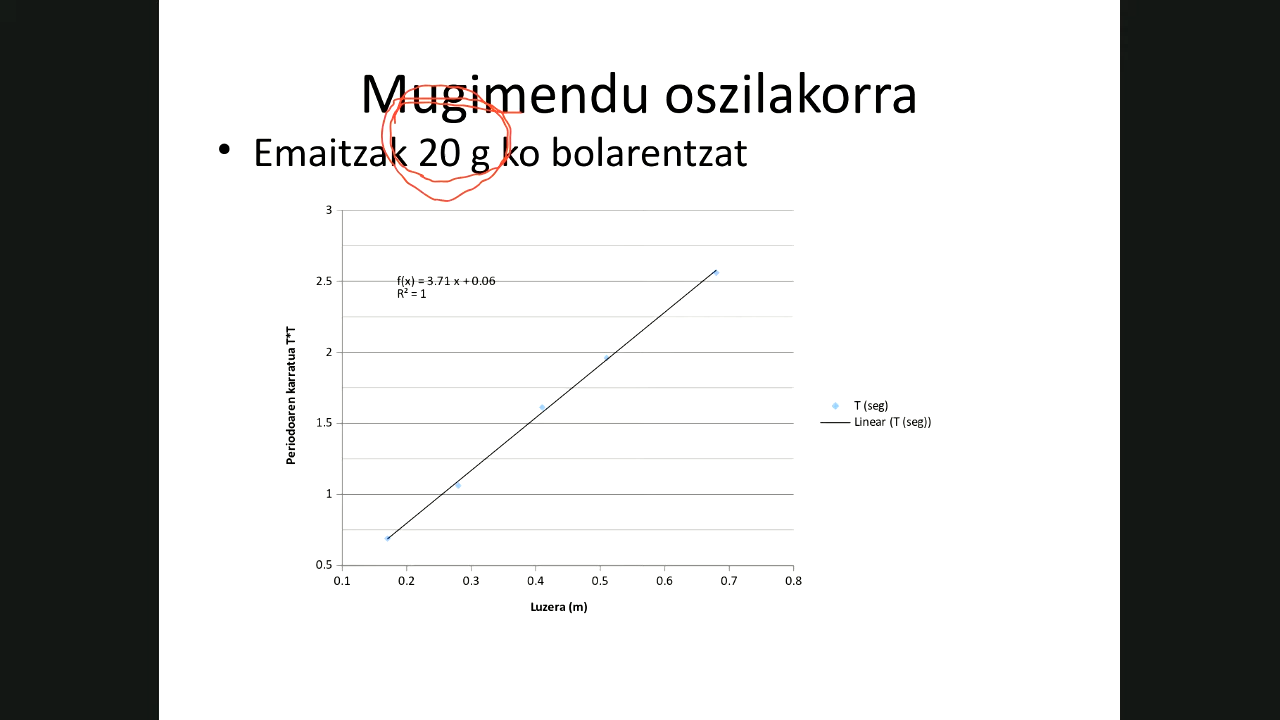 Mugimendu oszilakorra
• Emaitzak 20 g ko bolarentzat
3
2.5
2
1.5
1
0.5
f(x) = 3.71 x + 0.06
R² = 1
Periodoaren karratua T*T
T (seg)
Linear (T (seg))
0.1 0.2 0.3 0.4 0.5 0.6 0.7 0.8
Luzera (m)